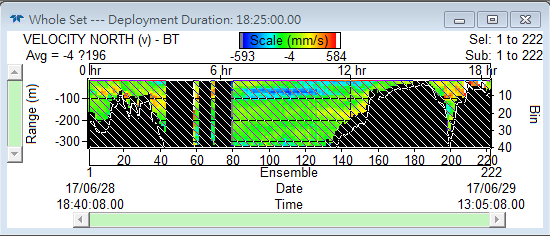 Whole Set --- Deployment Duration: 18:25:00.00
VELOCITY NORTH (v) - BT
Scale (mm/s)
Sel: 1 to 222
Avg = -4 ?196
-593 -4 584
Sub: 1 to 222
0 hr 6 hr 12 hr 18 hr
Range (m)
-100
-200
-300
10
20
30
40
Bin
20 40 60 80 100 120 140 160 180 200 220
1 Ensemble 222
17/06/28 Date 17/06/29
18:40:08.00 Time 13:05:08.00